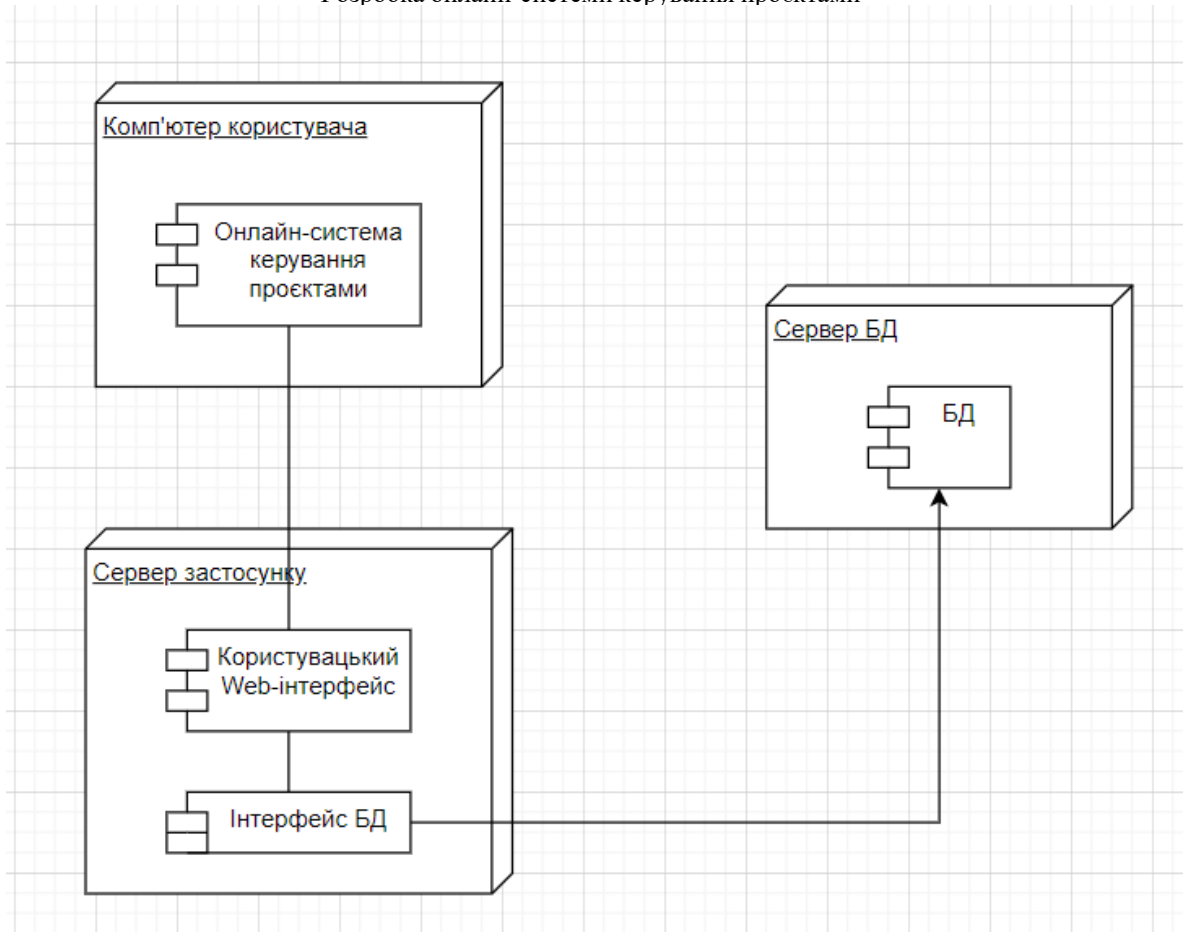 Комп'ютер користувача
Онлайн-система
керування
проєктами
Сервер БД
БД
Сервер застосунку
Користувацький
Web-інтерфейс
Інтерфейс БД